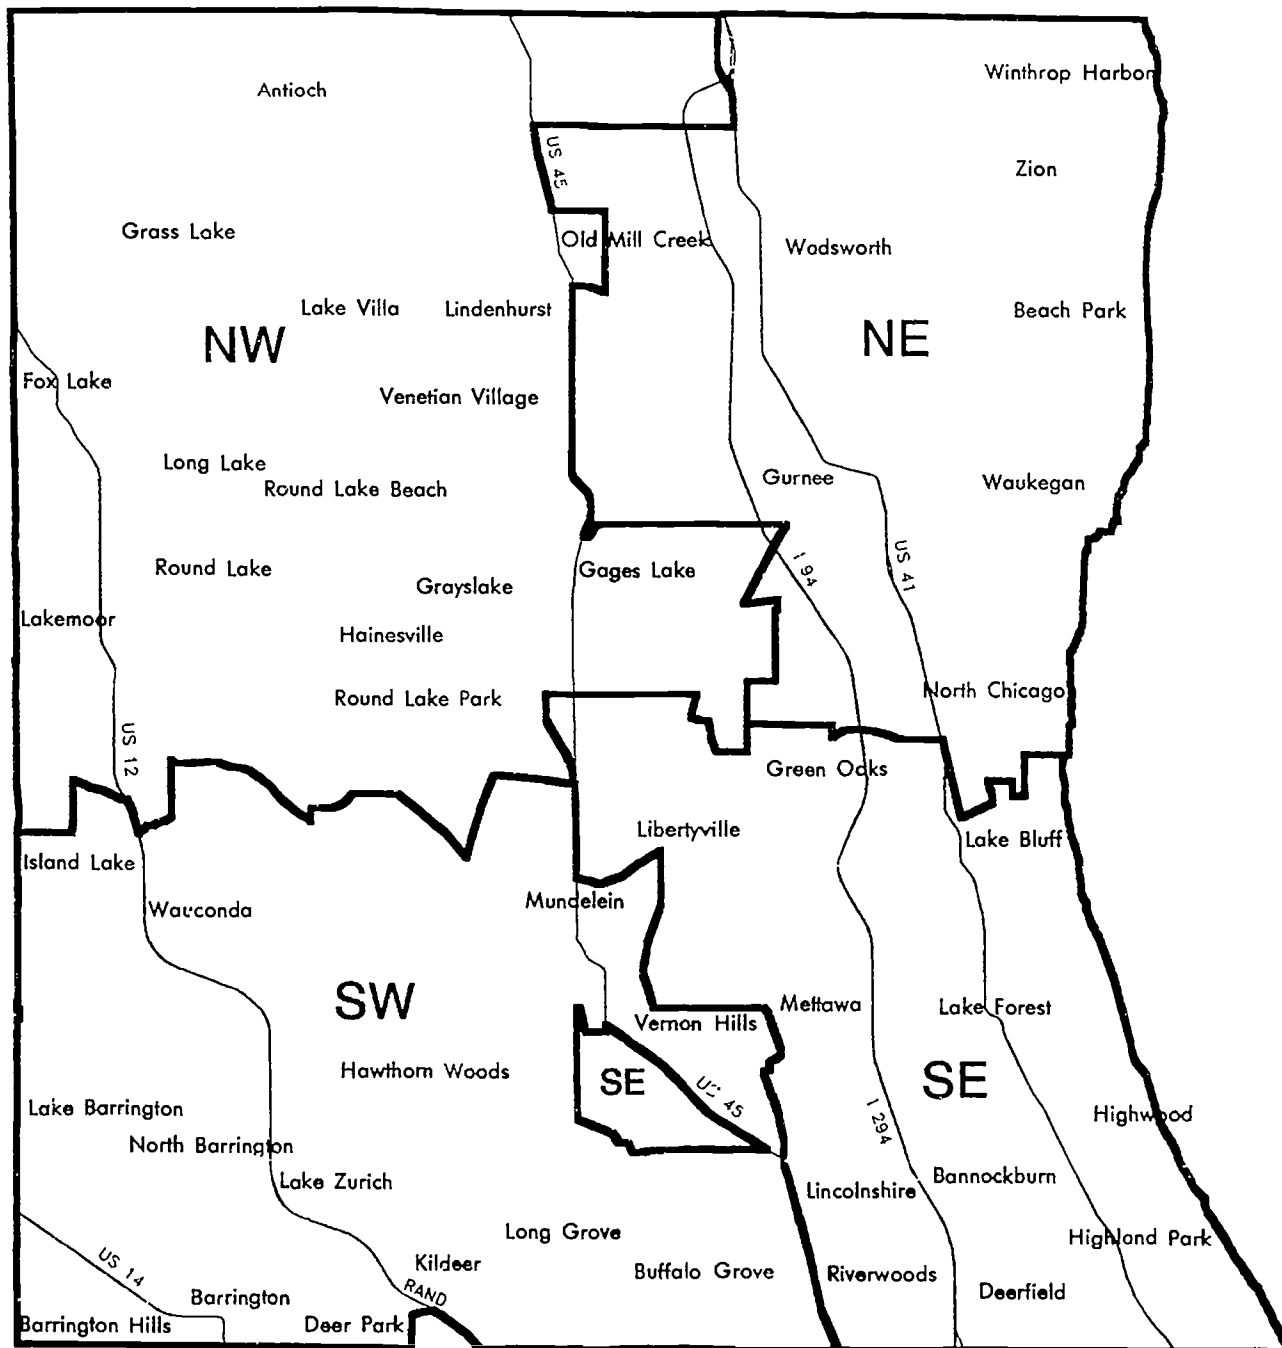 Winthrop Harbor
Antioch
US 45
Zion
Grass Lake
Old Mill Creek
Wadsworth
Lake Villa
Lindenhurst
Beach Park
NW
NE
Fox Lake
Venetian Village
Long Lake
Round Lake Beach
Gurnee
Waukegan
Round Lake
Grayslake
Gages Lake
I 94
US 41
Lakemoor
Hainesville
Round Lake Park
North Chicago
US 12
Green Oaks
Libertyville
Lake Bluff
Island Lake
Wauconda
Mundelein
SW
Mettawa
Lake Forest
Vernon Hills
Hawthorn Woods
SE
SE
US 45
Lake Barrington
I 294
Highwood
North Barrington
Lake Zurich
Lincolnshire
Bannockburn
Long Grove
Highland Park
US 14
Kildeer
Buffalo Grove
Riverwoods
Deerfield
RAND
Barrington
Barrington Hills
Deer Park